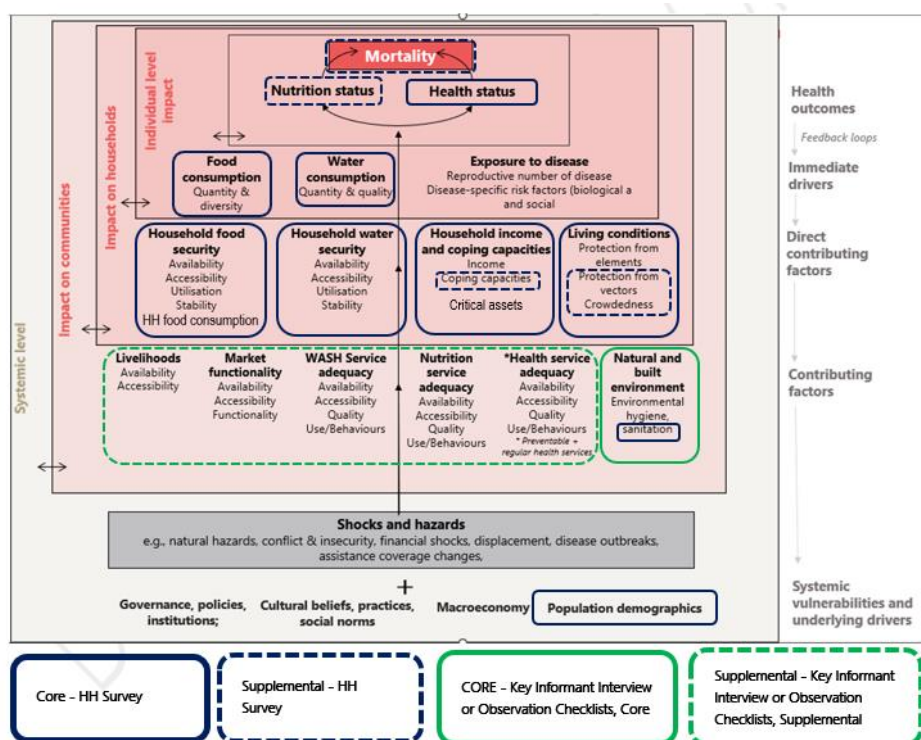 Mortality
Nutrition status
Health status
Individual level impact
Impact on households
Impact on communities
Systemic level
Health
outcomes
Feedback loops
Immediate
drivers
Direct
contributing
factors
Contributing
factors
Systemic
vulnerabilities and
underlying drivers
Food
consumption
Quantity &
diversity
Water
consumption
Quantity & quality
Exposure to disease
Reproductive number of disease
Disease-specific risk factors (biological a
and social
Household food
security
Availability
Accessibility
Utilisation
Stability
HH food consumption
Household water
security
Availability
Accessibility
Utilisation
Stability
Household income
and coping capacities
Income
Coping capacities
Critical assets
Living conditions
Protection from
elements
Protection from
vectors
Crowdedness
Livelihoods
Availability
Accessibility
Market
functionality
Availability
Accessibility
Functionality
WASH Service
adequacy
Availability
Accessibility
Quality
Use/Behaviours
Nutrition
service
adequacy
Availability
Accessibility
Quality
Use/Behaviours
*Health service
adequacy
Availability
Accessibility
Quality
Use/Behaviours
* Preventable +
regular health services
Natural and
built
environment
Environmental
hygiene,
sanitation
Shocks and hazards
e.g., natural hazards, conflict & insecurity, financial shocks, displacement, disease outbreaks,
assistance coverage changes,
+
Governance, policies,
institutions;
Cultural beliefs, practices,
social norms
Macroeconomy
Population demographics
Core – HH Survey
Supplemental – HH
Survey
CORE – Key Informant Interview
or Observation Checklists, Core
Supplemental – Key Informant
Interview or Observation
Checklists, Supplemental